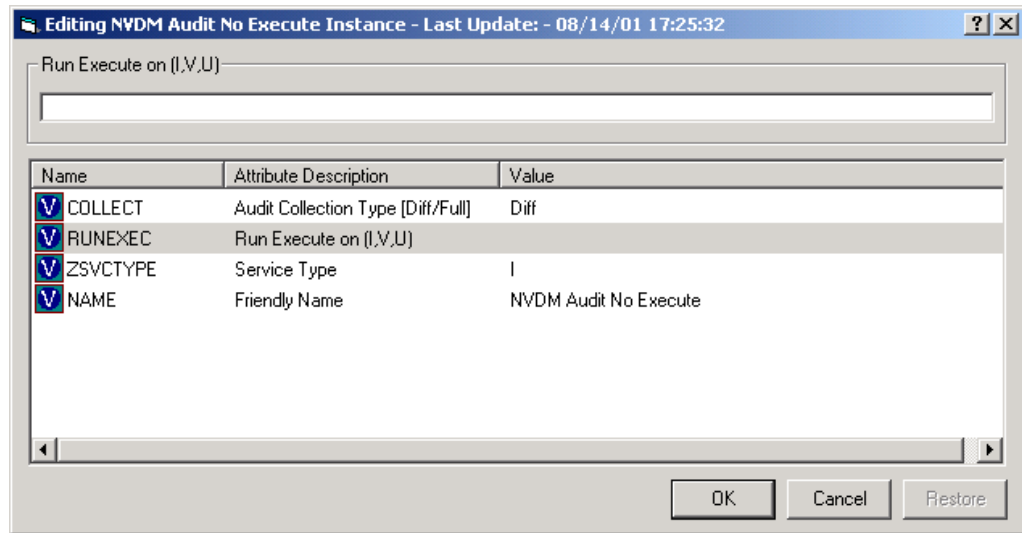 Editing NVDM Audit No Execute Instance - Last Update: - 08/14/01 17:25:32
Run Execute on (I,V,U)
Name Attribute Description Value
V COLLECT Audit Collection Type [Diff/Full] Diff
V RUNEXEC Run Execute on (I,V,U)
V ZSVCTYPE Service Type I
V NAME Friendly Name NVDM Audit No Execute
OK Cancel Restore